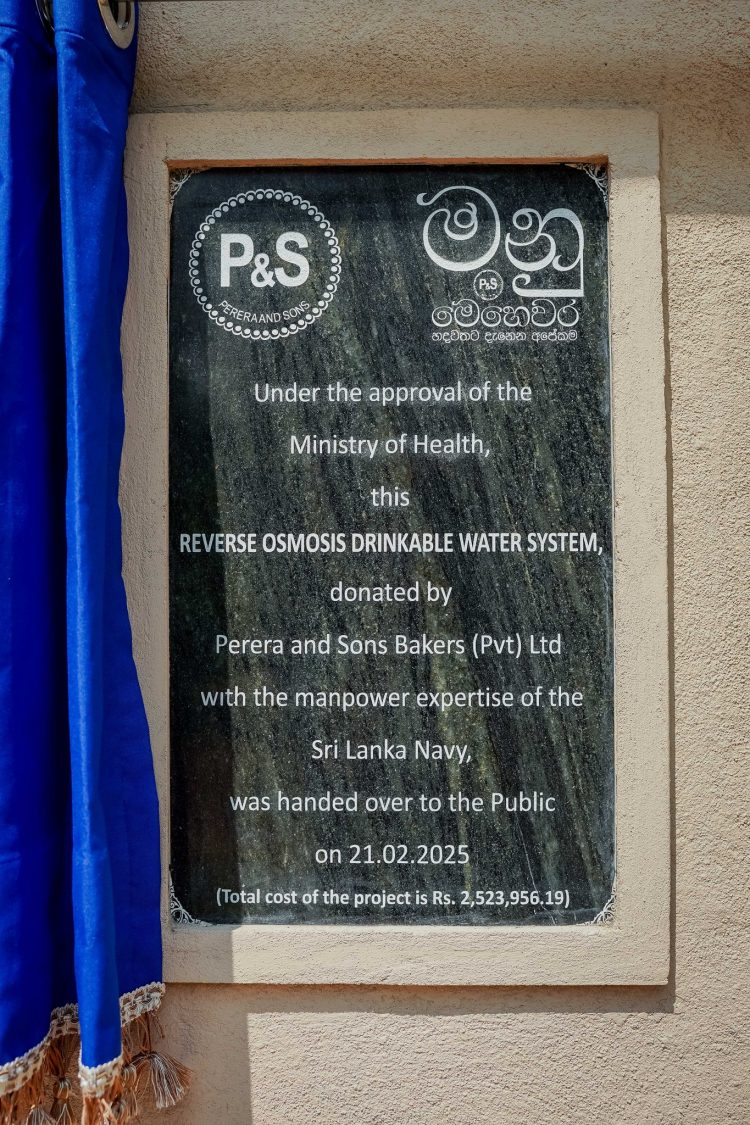 P&S
PERERA AND SONS
මනු
P&S
මෙහෙවර
හදවතට දැනෙන අපේකම
Under the approval of the
Ministry of Health,
this
REVERSE OSMOSIS DRINKABLE WATER SYSTEM,
donated by
Perera and Sons Bakers (Pvt) Ltd
with the manpower expertise of the
Sri Lanka Navy,
was handed over to the Public
on 21.02.2025
(Total cost of the project is Rs. 2,523,956.19)